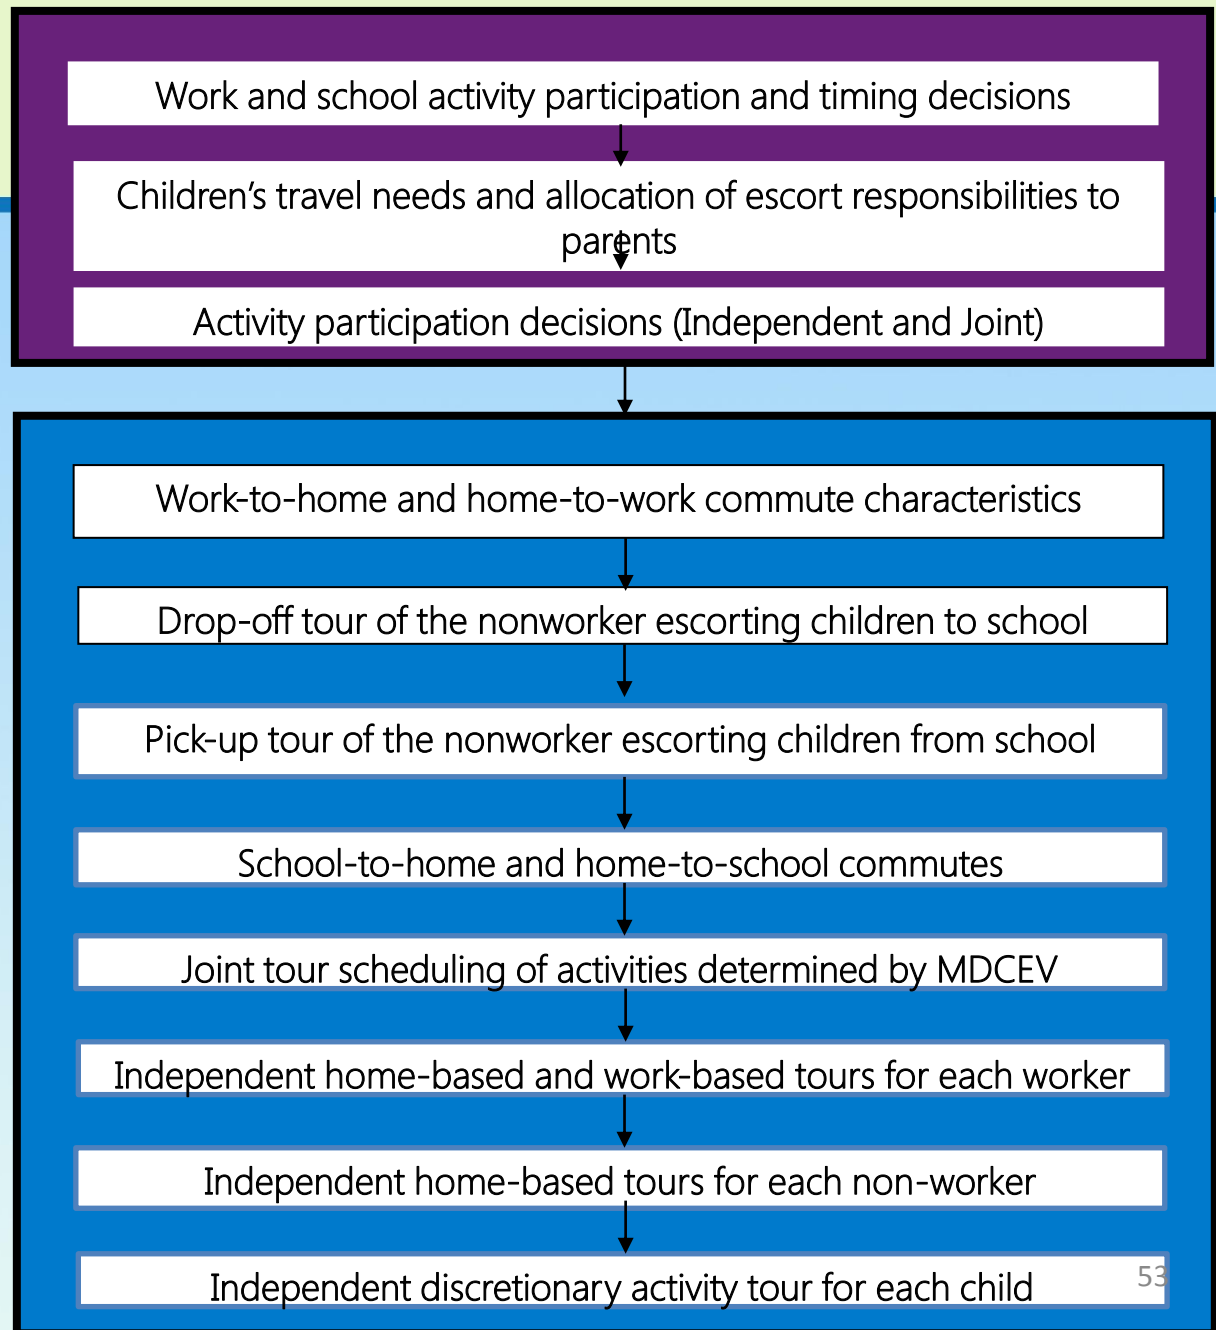 Work and school activity participation and timing decisions
Children’s travel needs and allocation of escort responsibilities to
parents
Activity participation decisions (Independent and Joint)
Work-to-home and home-to-work commute characteristics
Drop-off tour of the nonworker escorting children to school
Pick-up tour of the nonworker escorting children from school
School-to-home and home-to-school commutes
Joint tour scheduling of activities determined by MDCEV
Independent home-based and work-based tours for each worker
Independent home-based tours for each non-worker
Independent discretionary activity tour for each child
53